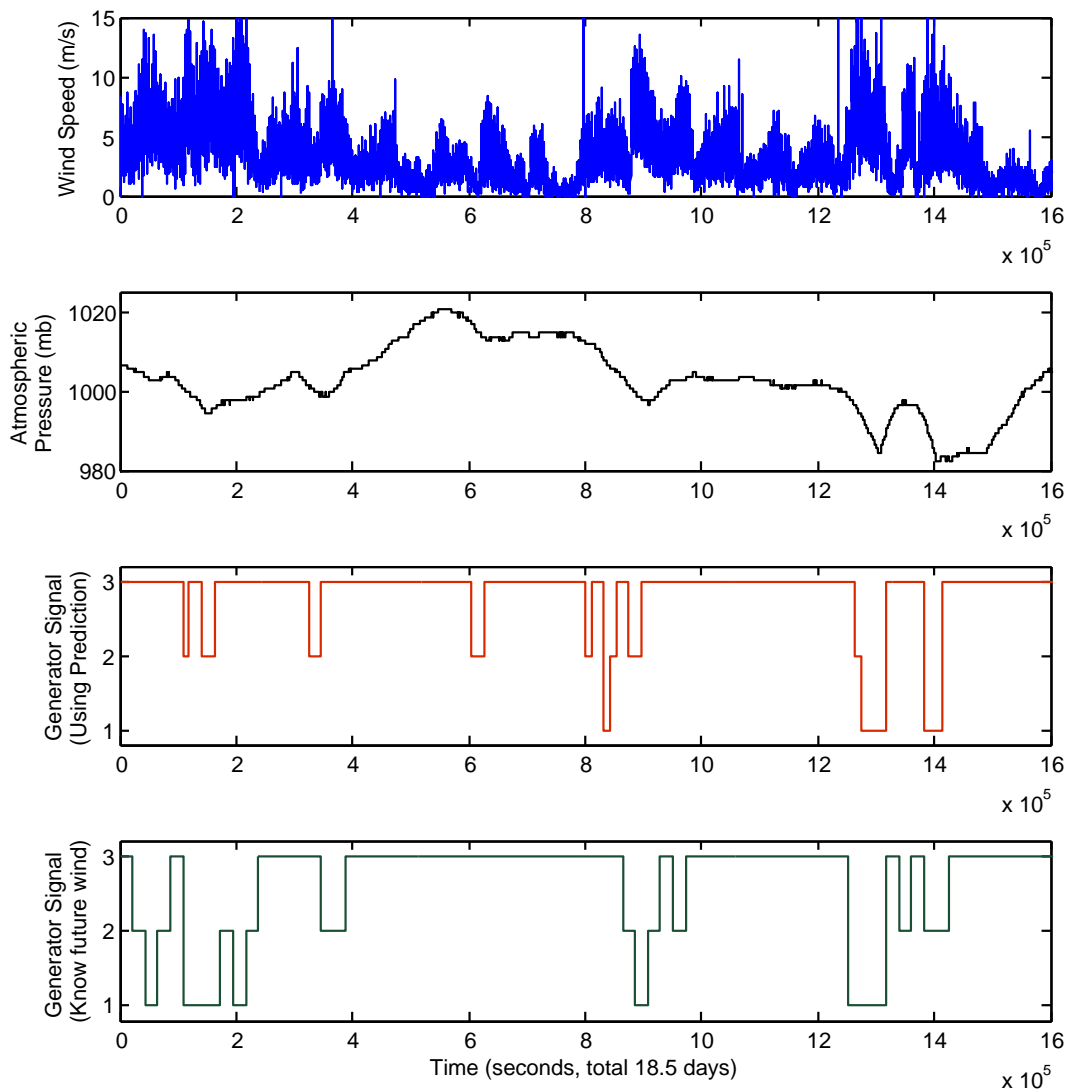 Wind Speed (m/s)
15
10
5
0
0 2 4 6 8 10 12 14 16
x 10^5
Atmospheric
Pressure (mb)
1020
1000
980
0 2 4 6 8 10 12 14 16
x 10^5
Generator Signal
(Using Prediction)
3
2
1
0 2 4 6 8 10 12 14 16
x 10^5
Generator Signal
(Know future wind)
3
2
1
0 2 4 6 8 10 12 14 16
Time (seconds, total 18.5 days)
x 10^5